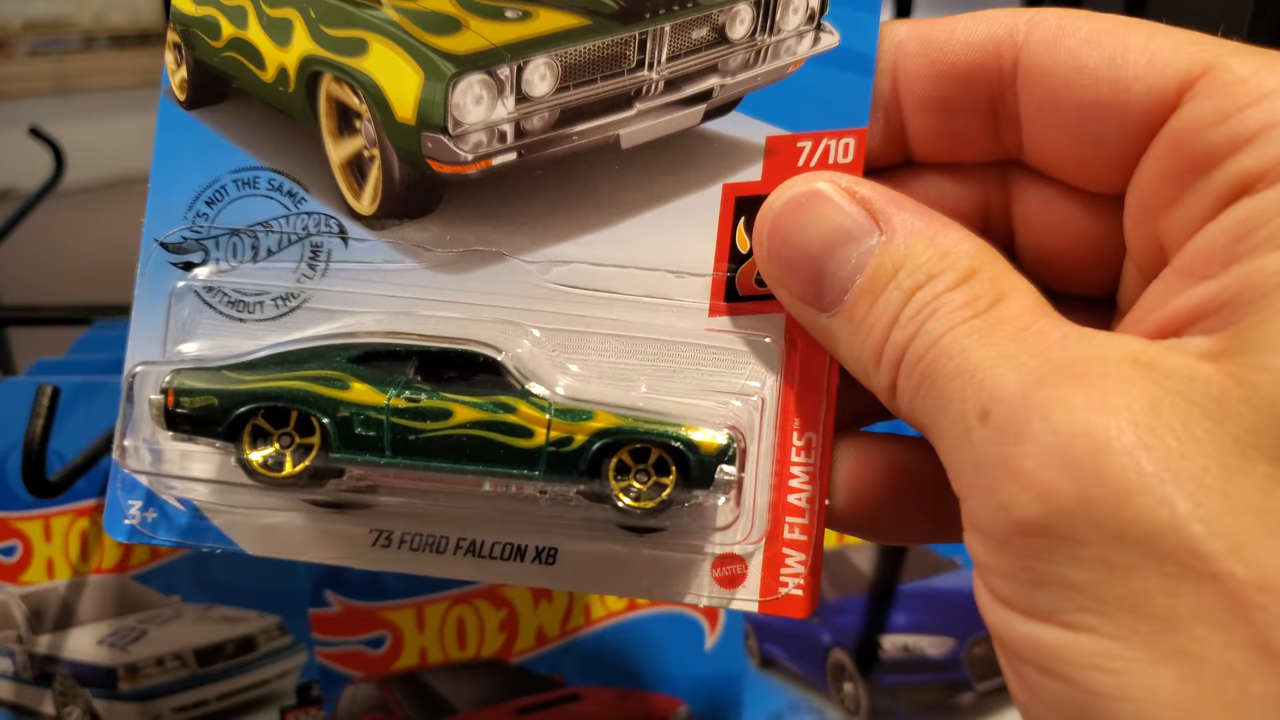 7/10
IT'S NOT THE SAME
HOT WHEELS
WITHOUT THE FLAME
HW FLAMES™
3+
'73 FORD FALCON XB
MATTEL
HOT WHEELS